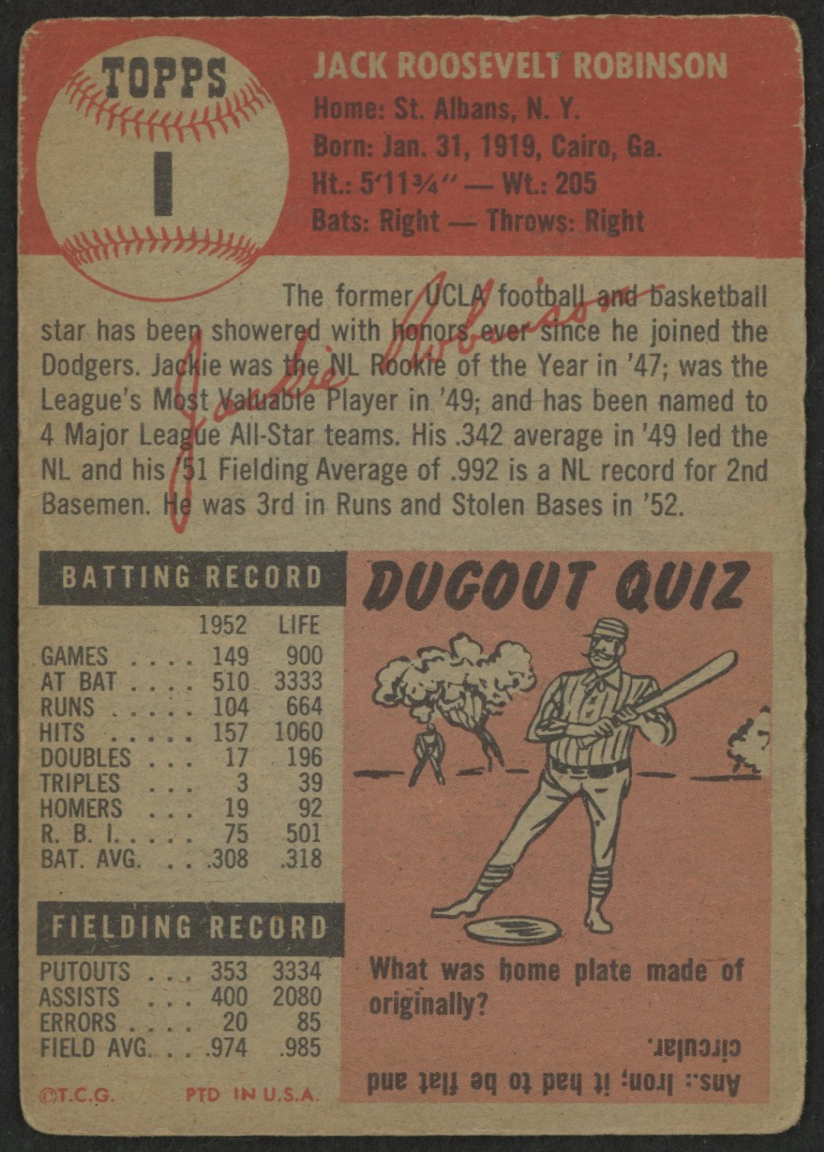 TOPPS
1
JACK ROOSEVELT ROBINSON
Home: St. Albans, N. Y.
Born: Jan. 31, 1919, Cairo, Ga.
Ht.: 5'11¾" — Wt.: 205
Bats: Right — Throws: Right
The former UCLA football and basketball
star has been showered with honors ever since he joined the
Dodgers. Jackie was the NL Rookie of the Year in '47; was the
League's Most Valuable Player in '49; and has been named to
4 Major League All-Star teams. His .342 average in '49 led the
NL and his '51 Fielding Average of .992 is a NL record for 2nd
Basemen. He was 3rd in Runs and Stolen Bases in '52.
Jackie Robinson
BATTING RECORD
1952 LIFE
GAMES . . . . 149 900
AT BAT . . . . 510 3333
RUNS . . . . . 104 664
HITS . . . . . 157 1060
DOUBLES . . . 17 196
TRIPLES . . . 3 39
HOMERS . . . 19 92
R. B. I. . . . . 75 501
BAT. AVG. . . .308 .318
FIELDING RECORD
PUTOUTS . . . 353 3334
ASSISTS . . . 400 2080
ERRORS . . . . 20 85
FIELD AVG. . . .974 .985
©T.C.G. PTD IN U.S.A.
DUGOUT QUIZ
What was home plate made of
originally?
Ans.: Iron; it had to be flat and
circular.